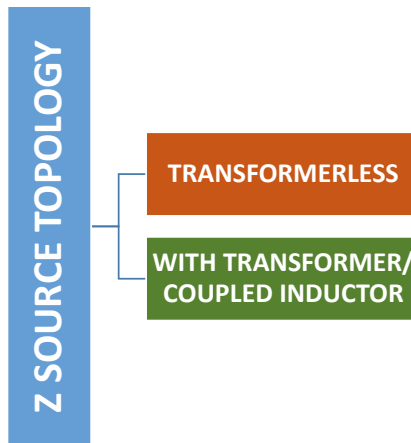 Z SOURCE TOPOLOGY
TRANSFORMERLESS
WITH TRANSFORMER/
COUPLED INDUCTOR